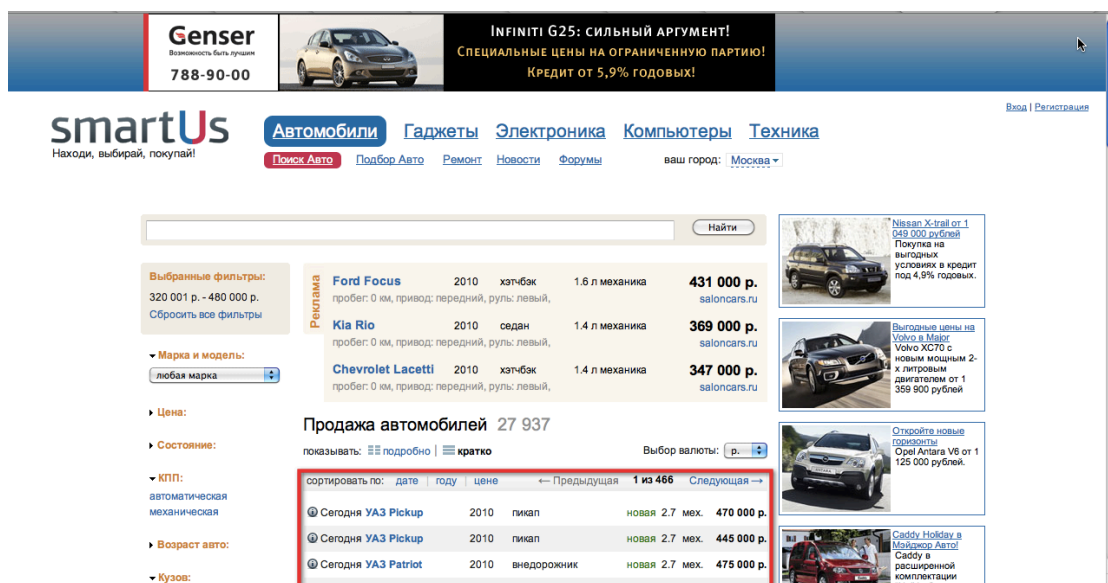 Genser
Возможность быть лучшим
788-90-00
Infiniti G25: сильный аргумент!
Специальные цены на ограниченную партию!
Кредит от 5,9% годовых!
Вход | Регистрация
smartUs
Находи, выбирай, покупай!
Автомобили Гаджеты Электроника Компьютеры Техника
Поиск Авто Подбор Авто Ремонт Новости Форумы ваш город: Москва
Найти
Выбранные фильтры:
320 001 р. - 480 000 р.
Сбросить все фильтры
Марка и модель:
любая марка
Цена:
Состояние:
КПП:
автоматическая
механическая
Возраст авто:
Кузов:
Реклама
Ford Focus 2010 хэтчбэк 1.6 л механика 431 000 р.
пробег: 0 км, привод: передний, руль: левый, saloncars.ru
Kia Rio 2010 седан 1.4 л механика 369 000 р.
пробег: 0 км, привод: передний, руль: левый, saloncars.ru
Chevrolet Lacetti 2010 хэтчбэк 1.4 л механика 347 000 р.
пробег: 0 км, привод: передний, руль: левый, saloncars.ru
Продажа автомобилей 27 937
показывать: подробно | кратко Выбор валюты: р.
сортировать по: дате | году | цене ← Предыдущая 1 из 466 Следующая →
Сегодня УАЗ Pickup 2010 пикап новая 2.7 мех. 470 000 р.
Сегодня УАЗ Pickup 2010 пикап новая 2.7 мех. 445 000 р.
Сегодня УАЗ Patriot 2010 внедорожник новая 2.7 мех. 475 000 р.
Nissan X-trail от 1
049 000 рублей
Покупка на
выгодных
условиях в кредит
под 4,9% годовых.
Выгодные цены на
Volvo в Major
Volvo XC70 с
новым мощным 2-
х литровым
двигателем от 1
359 900 рублей
Откройте новые
горизонты
Opel Antara V6 от 1
125 000 рублей.
Caddy Holiday в
Мэйджор Авто!
Caddy в
расширенной
комплектации